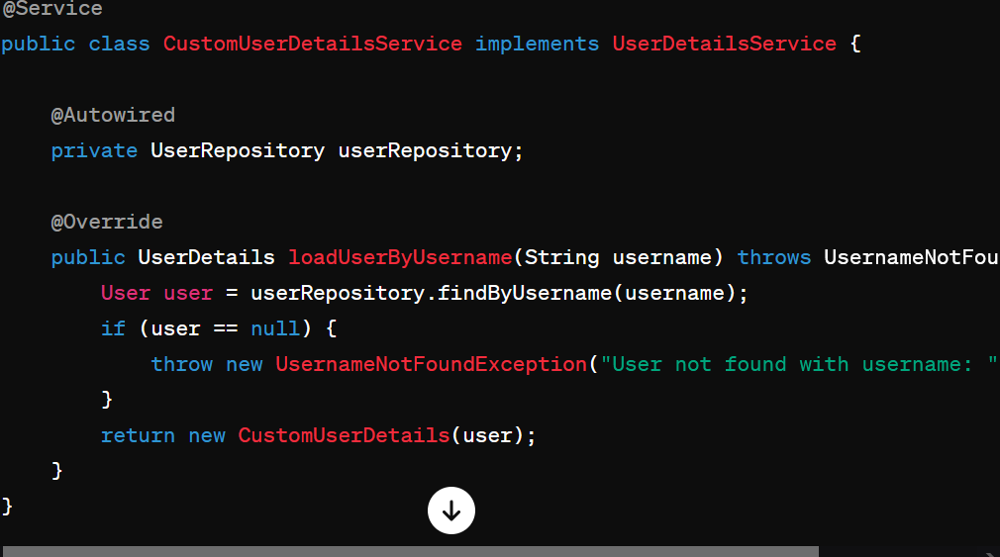 @Service
public class CustomUserDetailsService implements UserDetailsService {
@Autowired
private UserRepository userRepository;
@Override
public UserDetails loadUserByUsername(String username) throws UsernameNotFou
User user = userRepository.findByUsername(username);
if (user == null) {
throw new UsernameNotFoundException("User not found with username: "
}
return new CustomUserDetails(user);
}
}